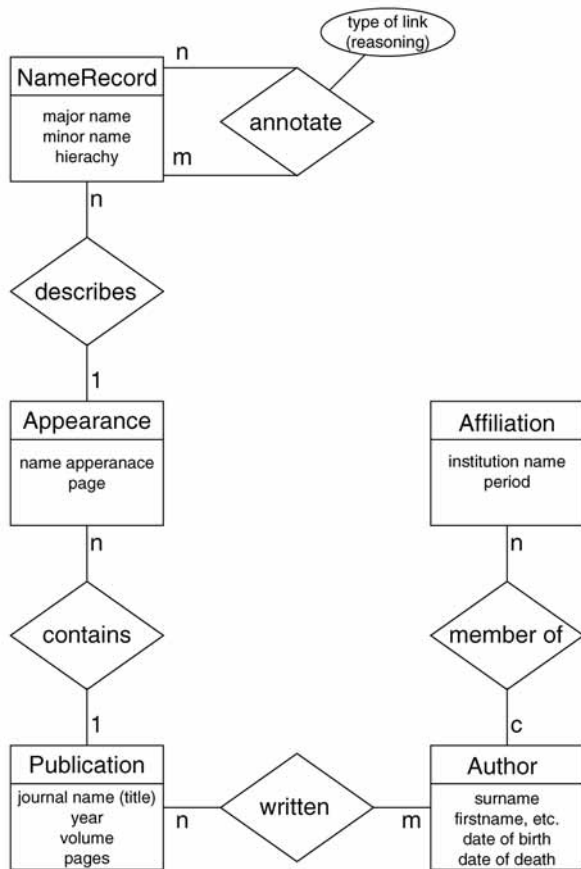 type of link
(reasoning)
n
NameRecord
major name
minor name
hierachy
annotate
m
n
describes
1
Appearance
name apperanace
page
Affiliation
institution name
period
n
n
contains
member of
1
c
Publication
journal name (title)
year
volume
pages
n
written
m
Author
surname
firstname, etc.
date of birth
date of death